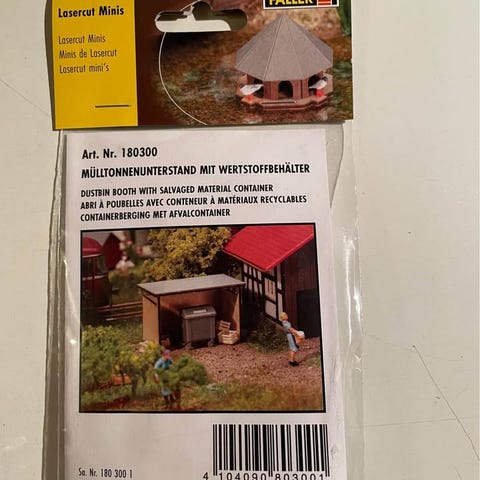 FALLER
Lasercut Minis
Lasercut Minis
Minis de Lasercut
Lasercut mini's
Art. Nr. 180300
MÜLLTONNENUNTERSTAND MIT WERTSTOFFBEHÄLTER
DUSTBIN BOOTH WITH SALVAGED MATERIAL CONTAINER
ABRI À POUBELLES AVEC CONTENEUR À MATÉRIAUX RECYCLABLES
CONTAINERBERGING MET AFVALCONTAINER
Sa. Nr. 180 300 1
4 104090 803001